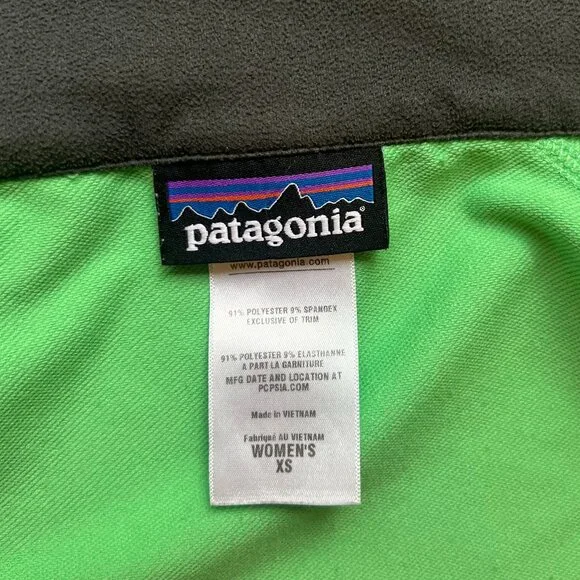 patagonia®
www.patagonia.com
91% POLYESTER 9% SPANDEX
EXCLUSIVE OF TRIM
91% POLYESTER 9% ELASTHANNE
A PART LA GARNITURE
MFG DATE AND LOCATION AT
PCPSIA.COM
Made in VIETNAM
Fabriqué AU VIETNAM
WOMEN'S
XS